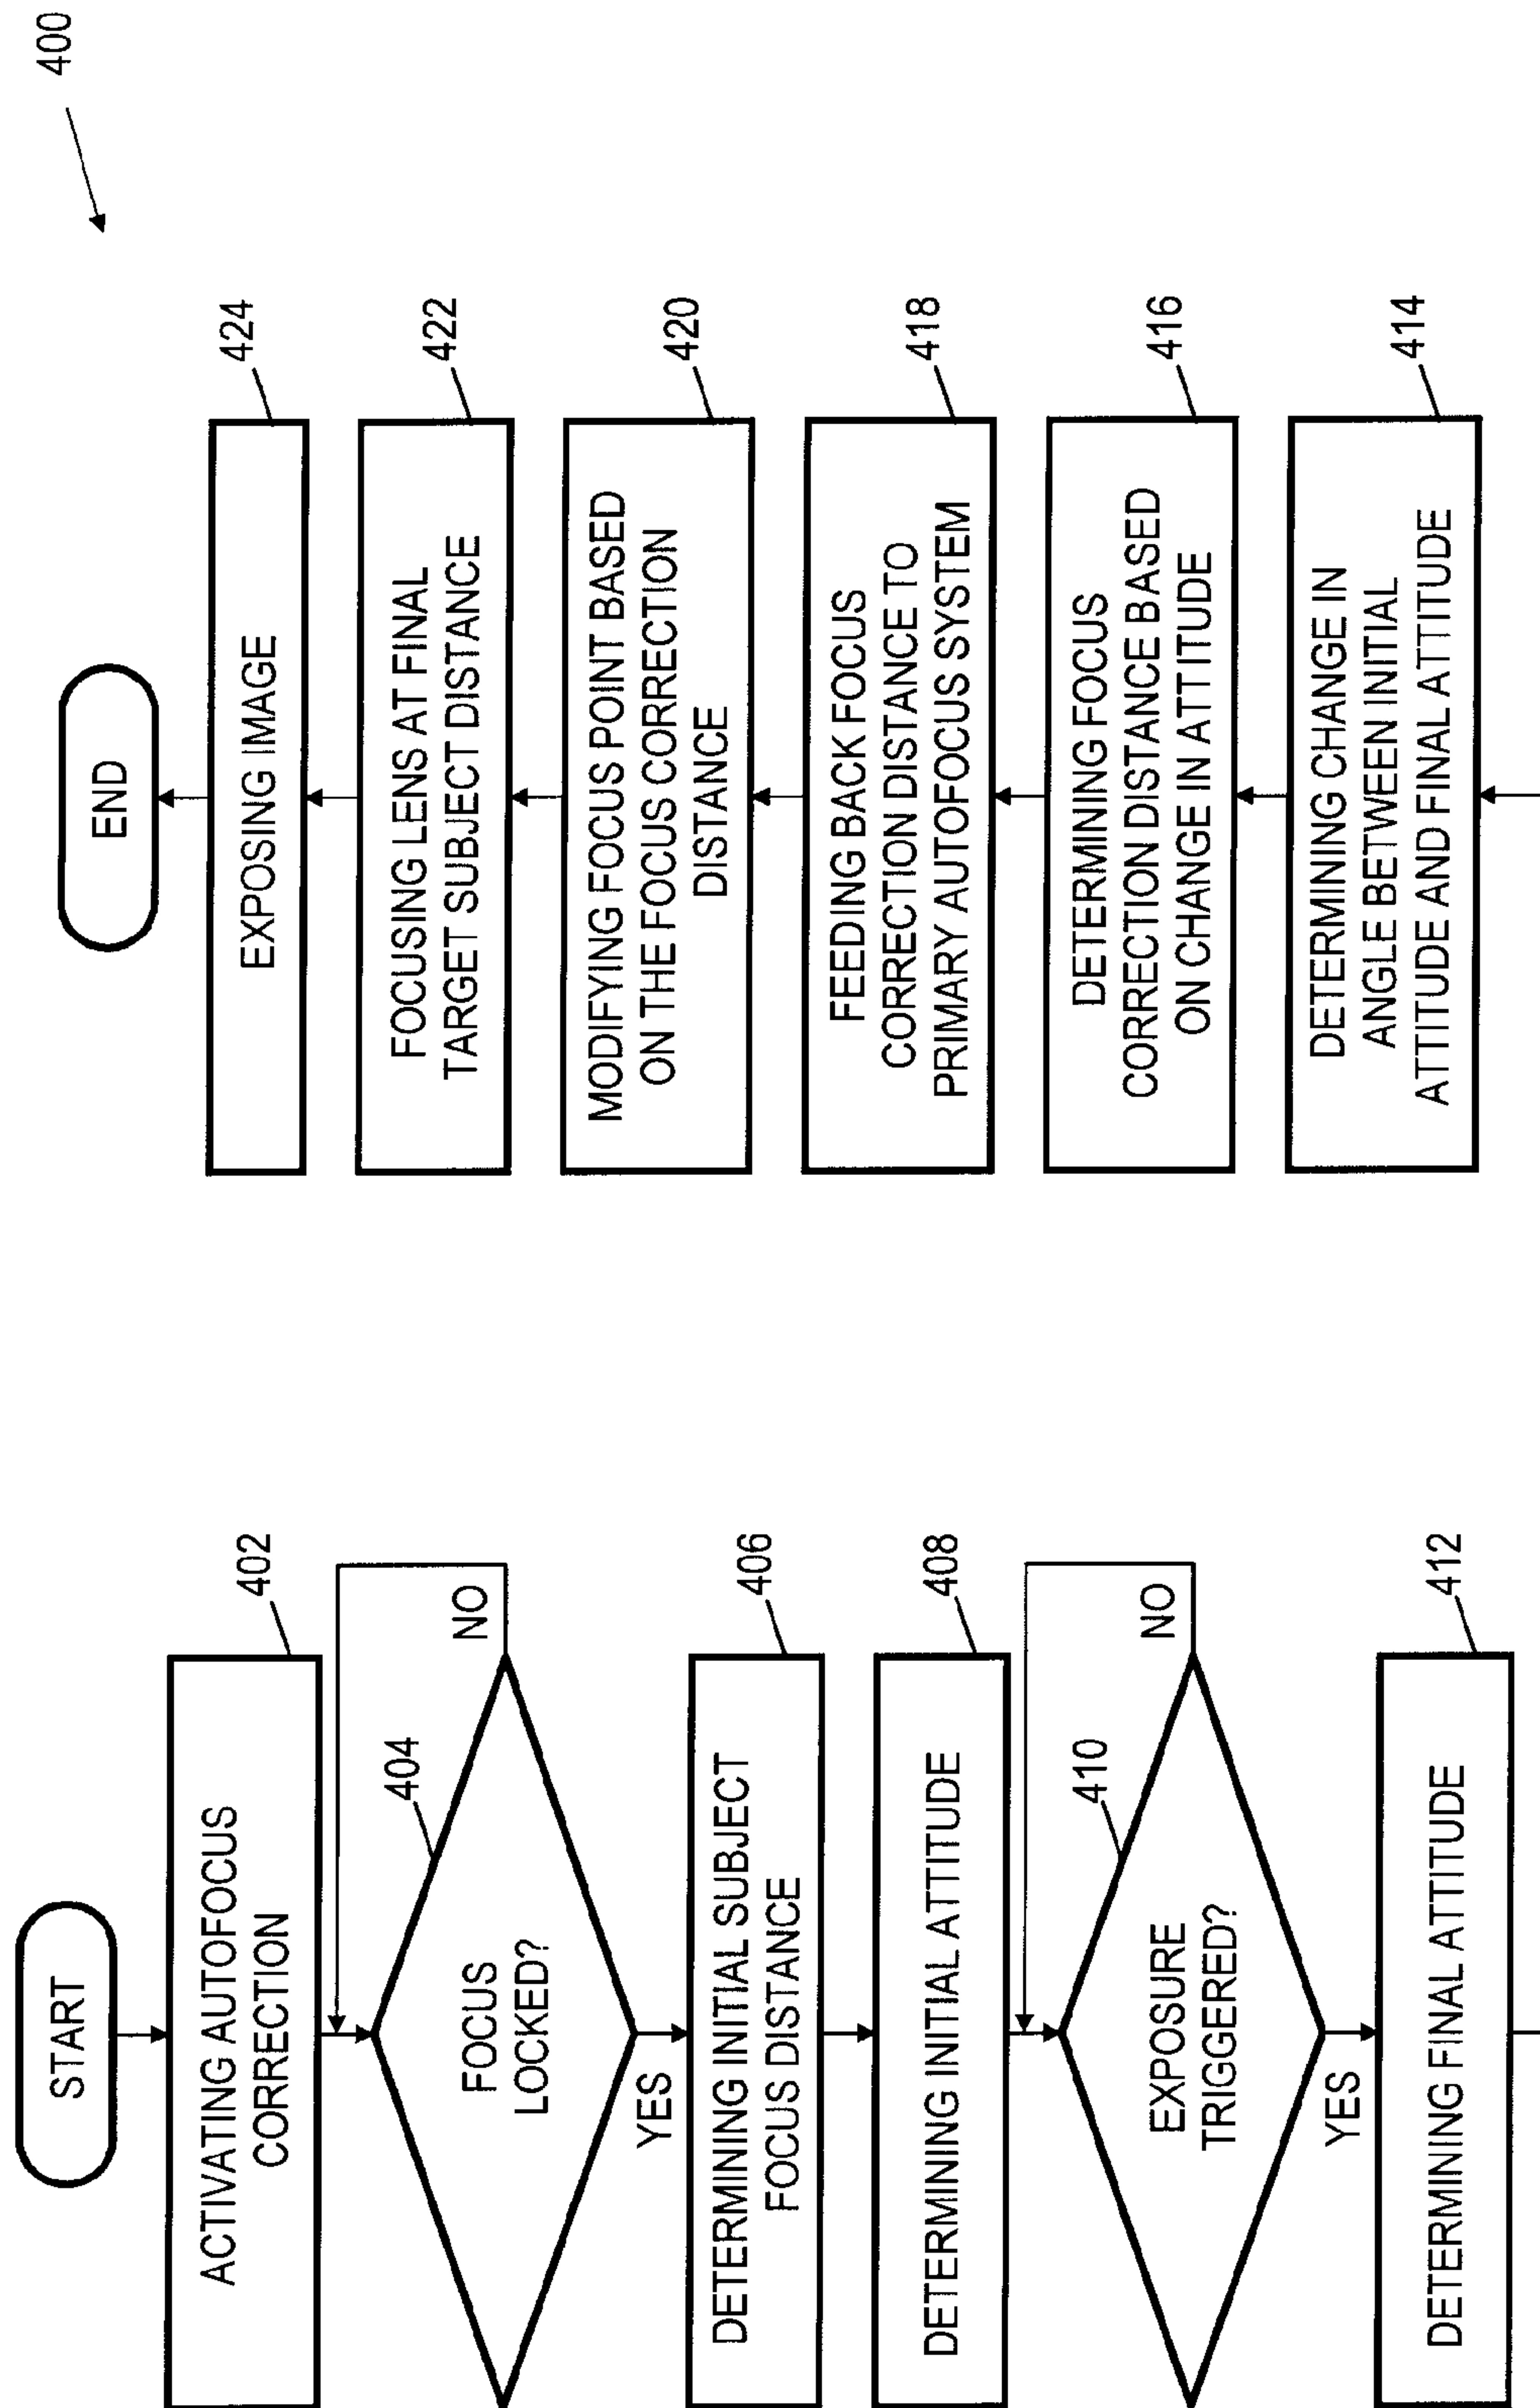 400
START
ACTIVATING AUTOFOCUS
CORRECTION
402
404
FOCUS
LOCKED?
NO
YES
DETERMINING INITIAL SUBJECT
FOCUS DISTANCE
406
DETERMINING INITIAL ATTITUDE
408
410
EXPOSURE
TRIGGERED?
NO
YES
DETERMINING FINAL ATTITUDE
412
DETERMINING CHANGE IN
ANGLE BETWEEN INITIAL
ATTITUDE AND FINAL ATTITUDE
414
DETERMINING FOCUS
CORRECTION DISTANCE BASED
ON CHANGE IN ATTITUDE
416
FEEDING BACK FOCUS
CORRECTION DISTANCE TO
PRIMARY AUTOFOCUS SYSTEM
418
MODIFYING FOCUS POINT BASED
ON THE FOCUS CORRECTION
DISTANCE
420
FOCUSING LENS AT FINAL
TARGET SUBJECT DISTANCE
422
EXPOSING IMAGE
424
END